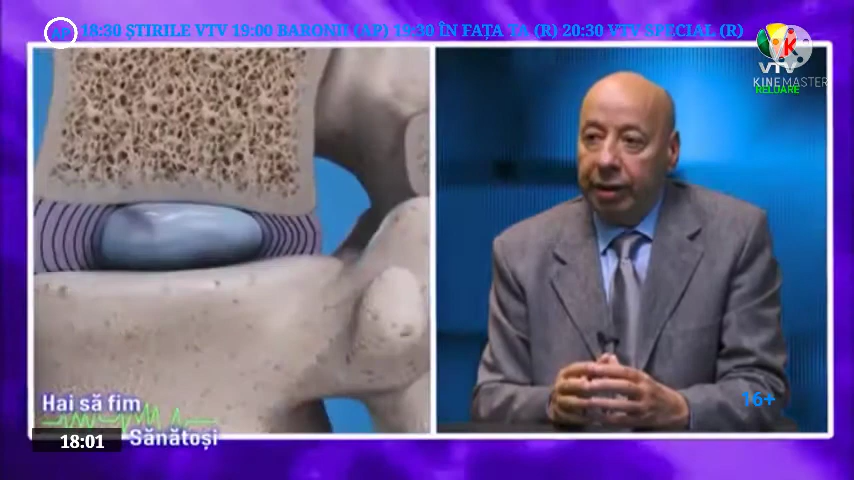 AP 18:30 ȘTIRILE VTV 19:00 BARONII (AP) 19:30 ÎN FAȚA TA (R) 20:30 VTV SPECIAL (R)
K
VTV
KINEMASTER
RELUARE
16+
Hai să fim
Sănătoși
18:01